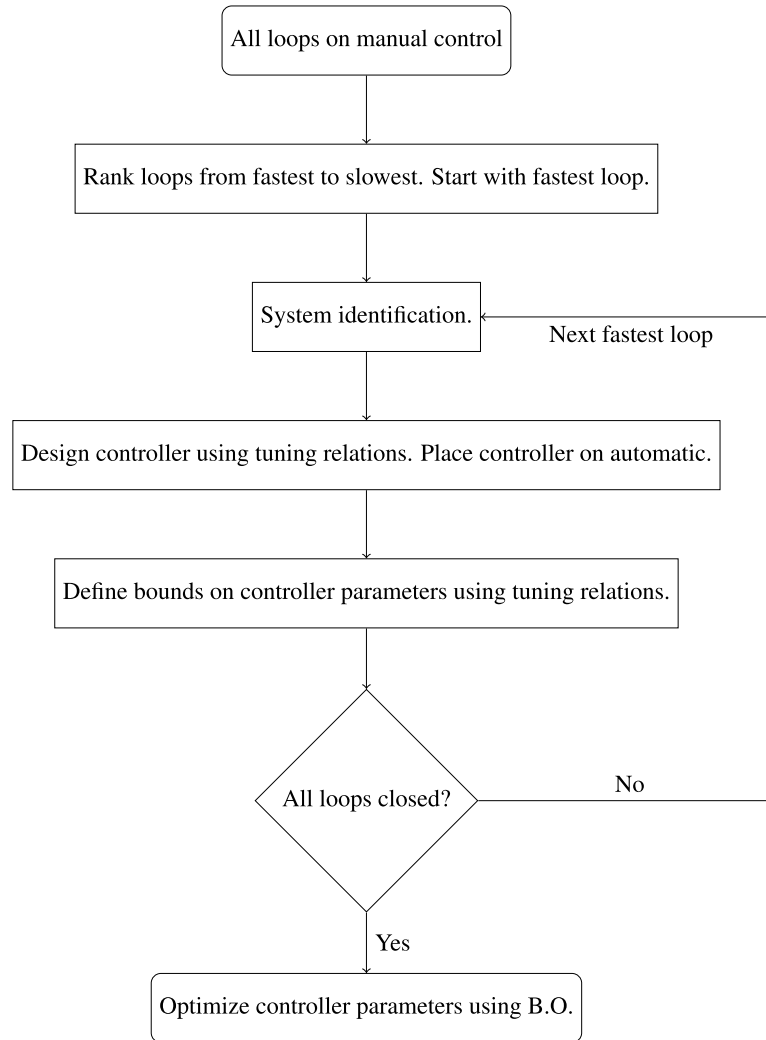 All loops on manual control
Rank loops from fastest to slowest. Start with fastest loop.
System identification.
Next fastest loop
Design controller using tuning relations. Place controller on automatic.
Define bounds on controller parameters using tuning relations.
All loops closed?
No
Yes
Optimize controller parameters using B.O.